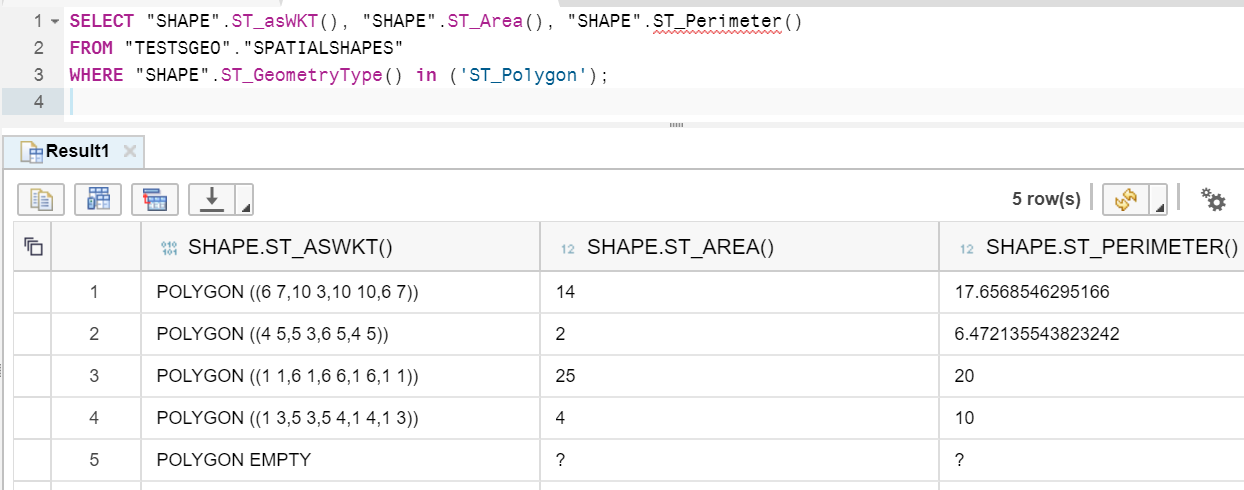 1 SELECT "SHAPE".ST_asWKT(), "SHAPE".ST_Area(), "SHAPE".ST_Perimeter()
2 FROM "TESTSGEO"."SPATIALSHAPES"
3 WHERE "SHAPE".ST_GeometryType() in ('ST_Polygon');
4
Result1
5 row(s)
SHAPE.ST_ASWKT() 12 SHAPE.ST_AREA() 12 SHAPE.ST_PERIMETER()
1 POLYGON ((6 7,10 3,10 10,6 7)) 14 17.6568546295166
2 POLYGON ((4 5,5 3,6 5,4 5)) 2 6.472135543823242
3 POLYGON ((1 1,6 1,6 6,1 6,1 1)) 25 20
4 POLYGON ((1 3,5 3,5 4,1 4,1 3)) 4 10
5 POLYGON EMPTY ? ?